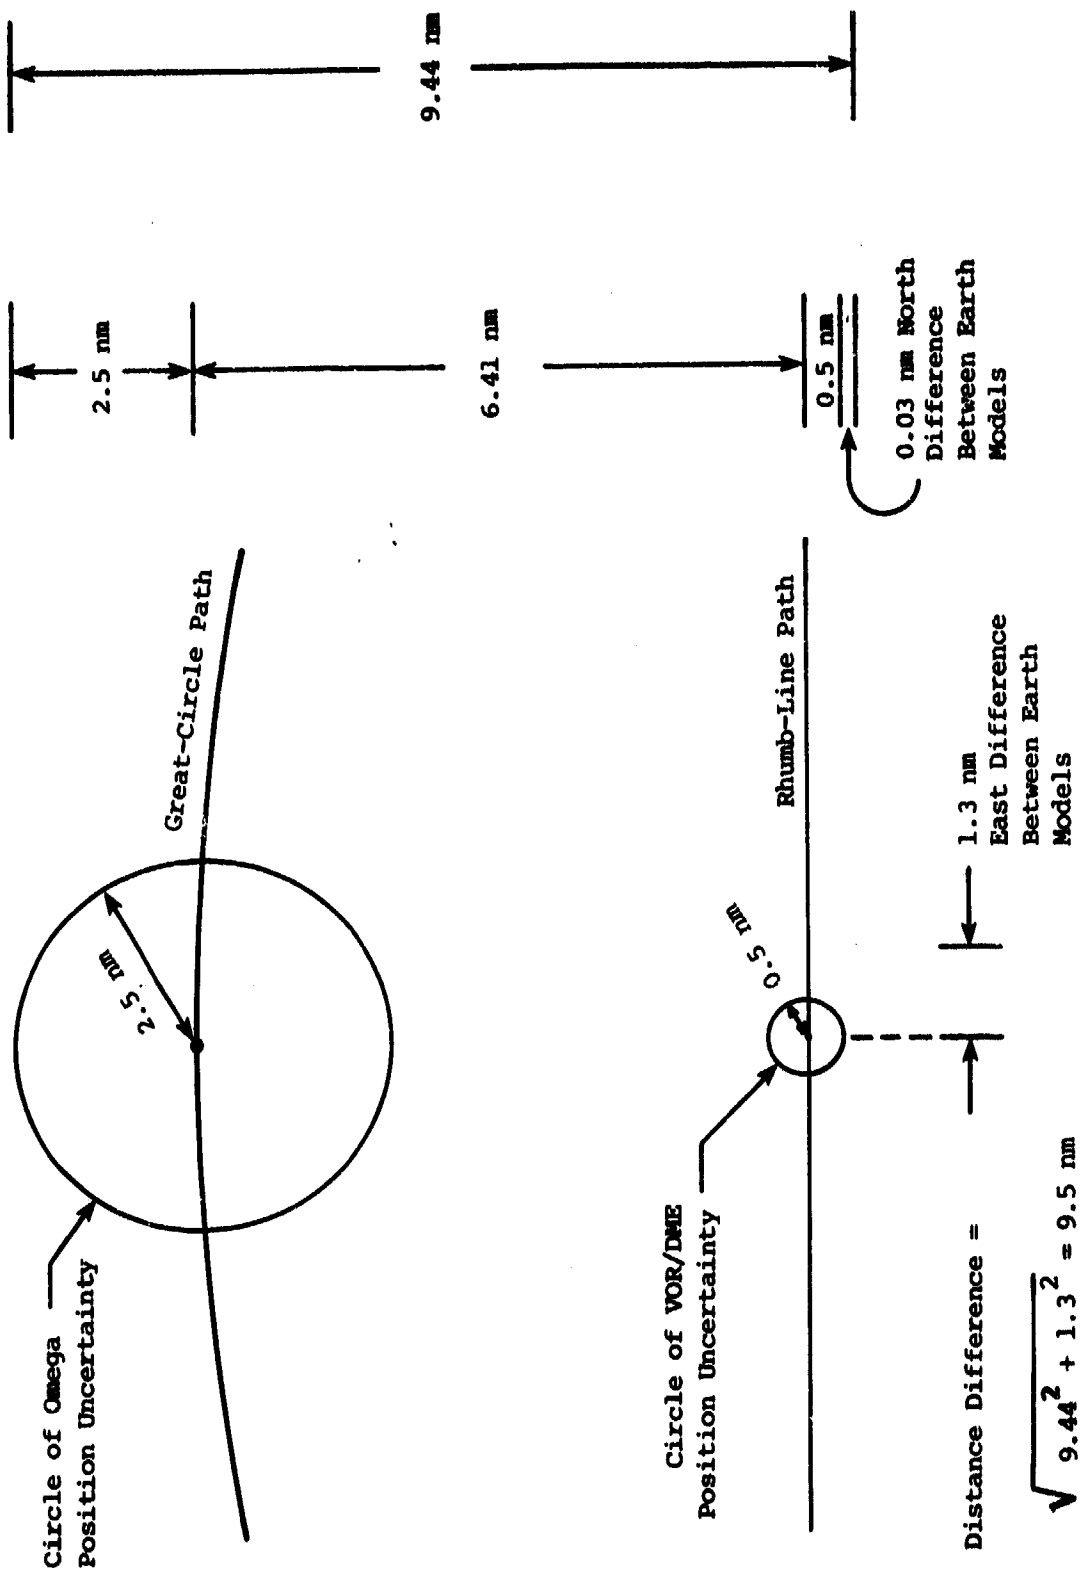 Circle of Omega
Position Uncertainty
2.5 nm
Great-Circle Path
2.5 nm
9.44 nm
6.41 nm
Circle of VOR/DME
Position Uncertainty
0.5 nm
Rhumb-Line Path
0.5 nm
0.03 nm North
Difference
Between Earth
Models
1.3 nm
East Difference
Between Earth
Models
Distance Difference =
√ 9.44² + 1.3² = 9.5 nm